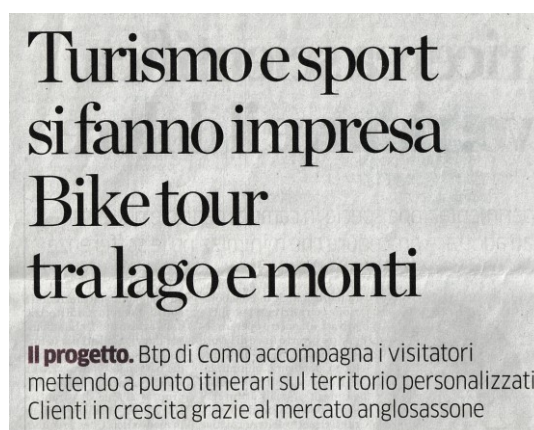 Turismo e sport
si fanno impresa
Bike tour
tra lago e monti
Il progetto. Btp di Como accompagna i visitatori
mettendo a punto itinerari sul territorio personalizzati
Clienti in crescita grazie al mercato anglosassone